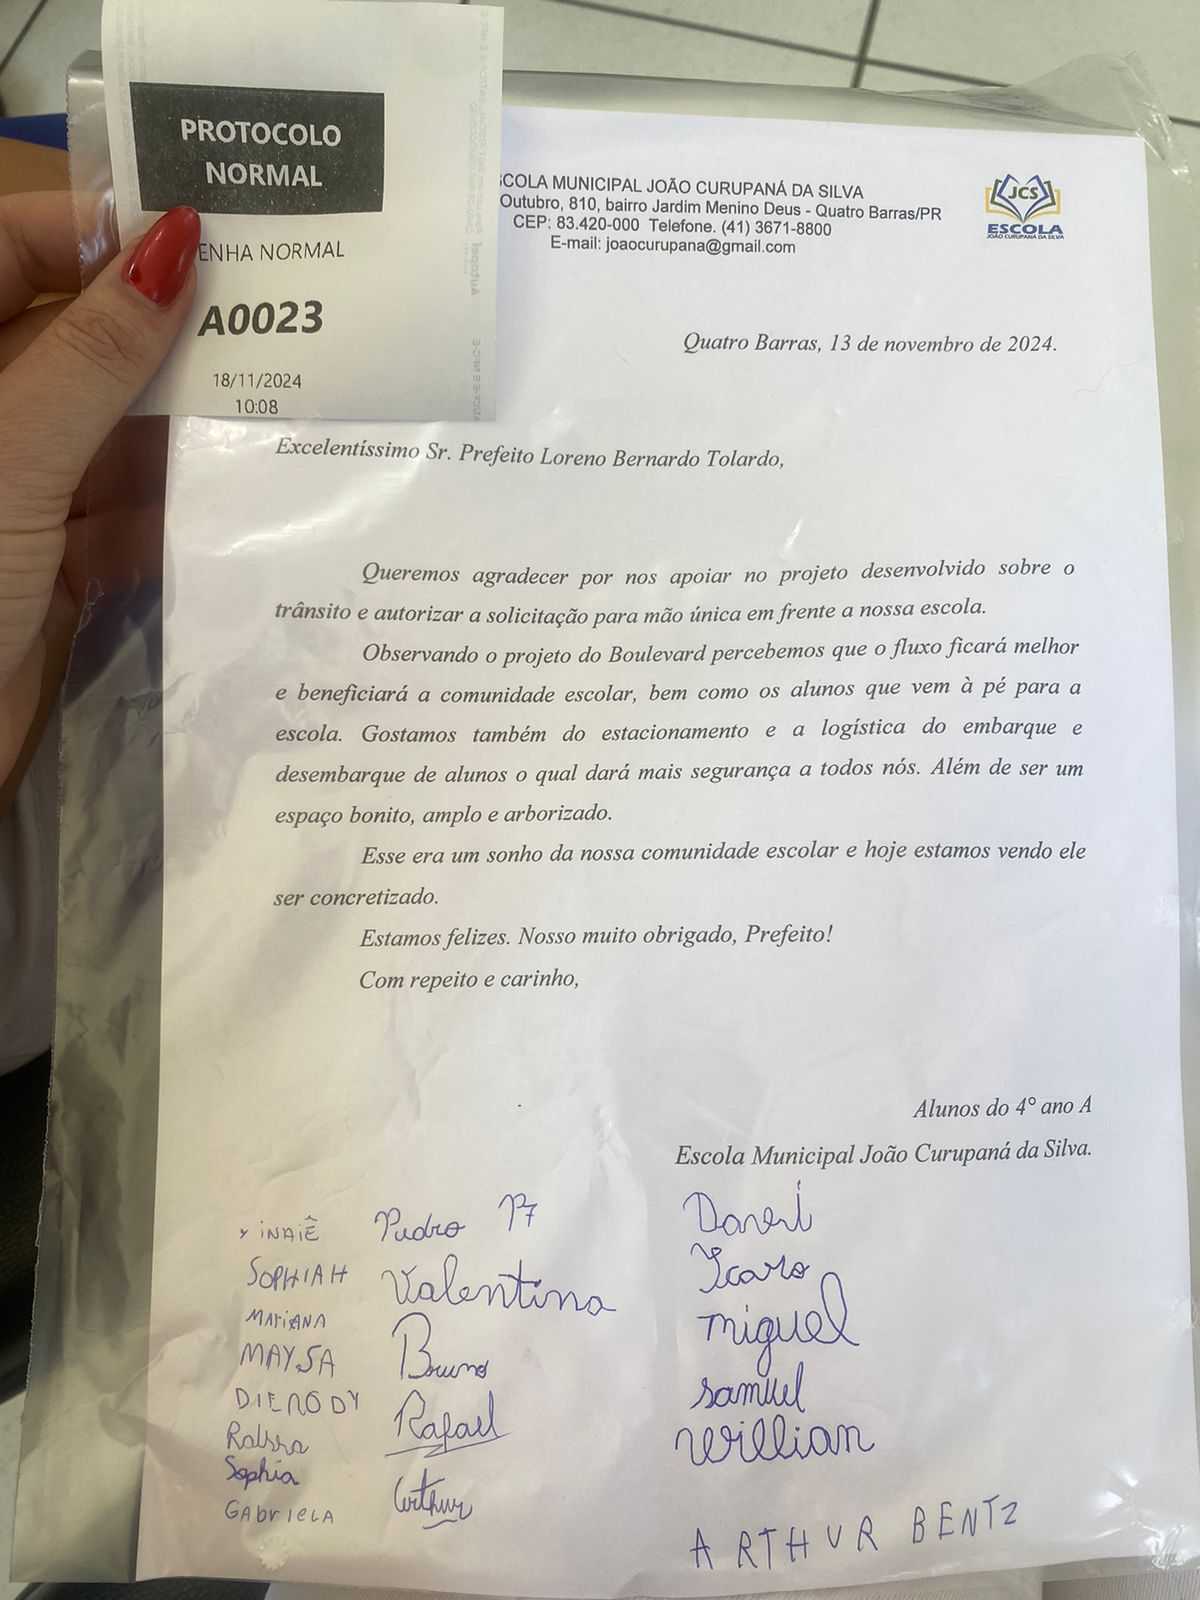 PROTOCOLO
NORMAL
ENHA NORMAL
A0023
18/11/2024
10:08
SCOLA MUNICIPAL JOÃO CURUPANÁ DA SILVA
Outubro, 810, bairro Jardim Menino Deus - Quatro Barras/PR
CEP: 83.420-000 Telefone. (41) 3671-8800
E-mail: joaocurupana@gmail.com
JCS
ESCOLA
JOÃO CURUPANÁ DA SILVA
Quatro Barras, 13 de novembro de 2024.
Excelentíssimo Sr. Prefeito Loreno Bernardo Tolardo,
Queremos agradecer por nos apoiar no projeto desenvolvido sobre o
trânsito e autorizar a solicitação para mão única em frente a nossa escola.
Observando o projeto do Boulevard percebemos que o fluxo ficará melhor
e beneficiará a comunidade escolar, bem como os alunos que vem à pé para a
escola. Gostamos também do estacionamento e a logística do embarque e
desembarque de alunos o qual dará mais segurança a todos nós. Além de ser um
espaço bonito, amplo e arborizado.
Esse era um sonho da nossa comunidade escolar e hoje estamos vendo ele
ser concretizado.
Estamos felizes. Nosso muito obrigado, Prefeito!
Com repeito e carinho,
Alunos do 4° ano A
Escola Municipal João Curupaná da Silva.
INAIÊ
SOPHIAH
MARIANA
MAYSA
DIENODY
Sophia
GABRIELA
Pedro
Valentina
Bruno
Rafael
Arthur
Davi
Icaro
miguel
samuel
Willian
ARTHUR BENTZ